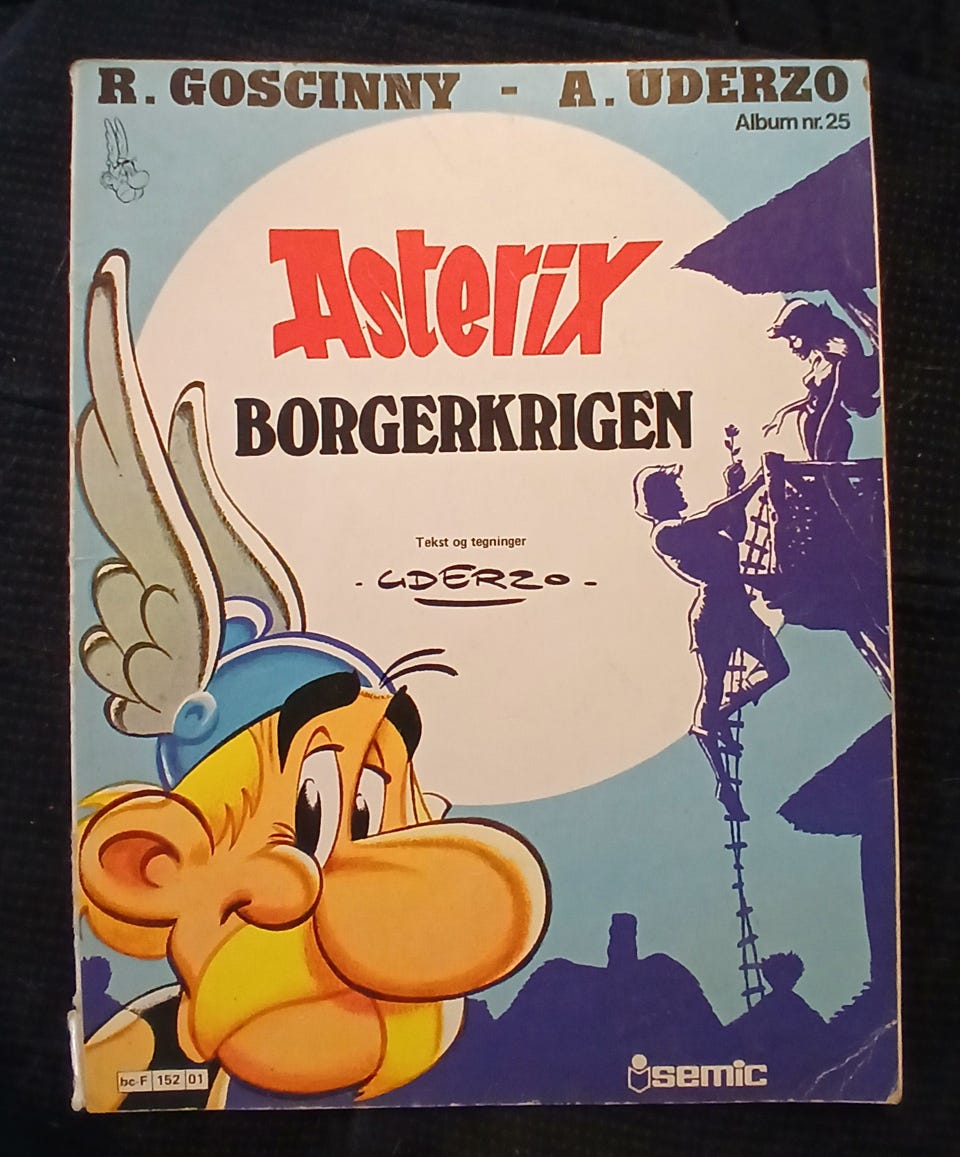 R. GOSCINNY - A. UDERZO
Album nr. 25
Asterix
BORGERKRIGEN
Tekst og tegninger
- UDERZO -
semic
bc-F 152 01